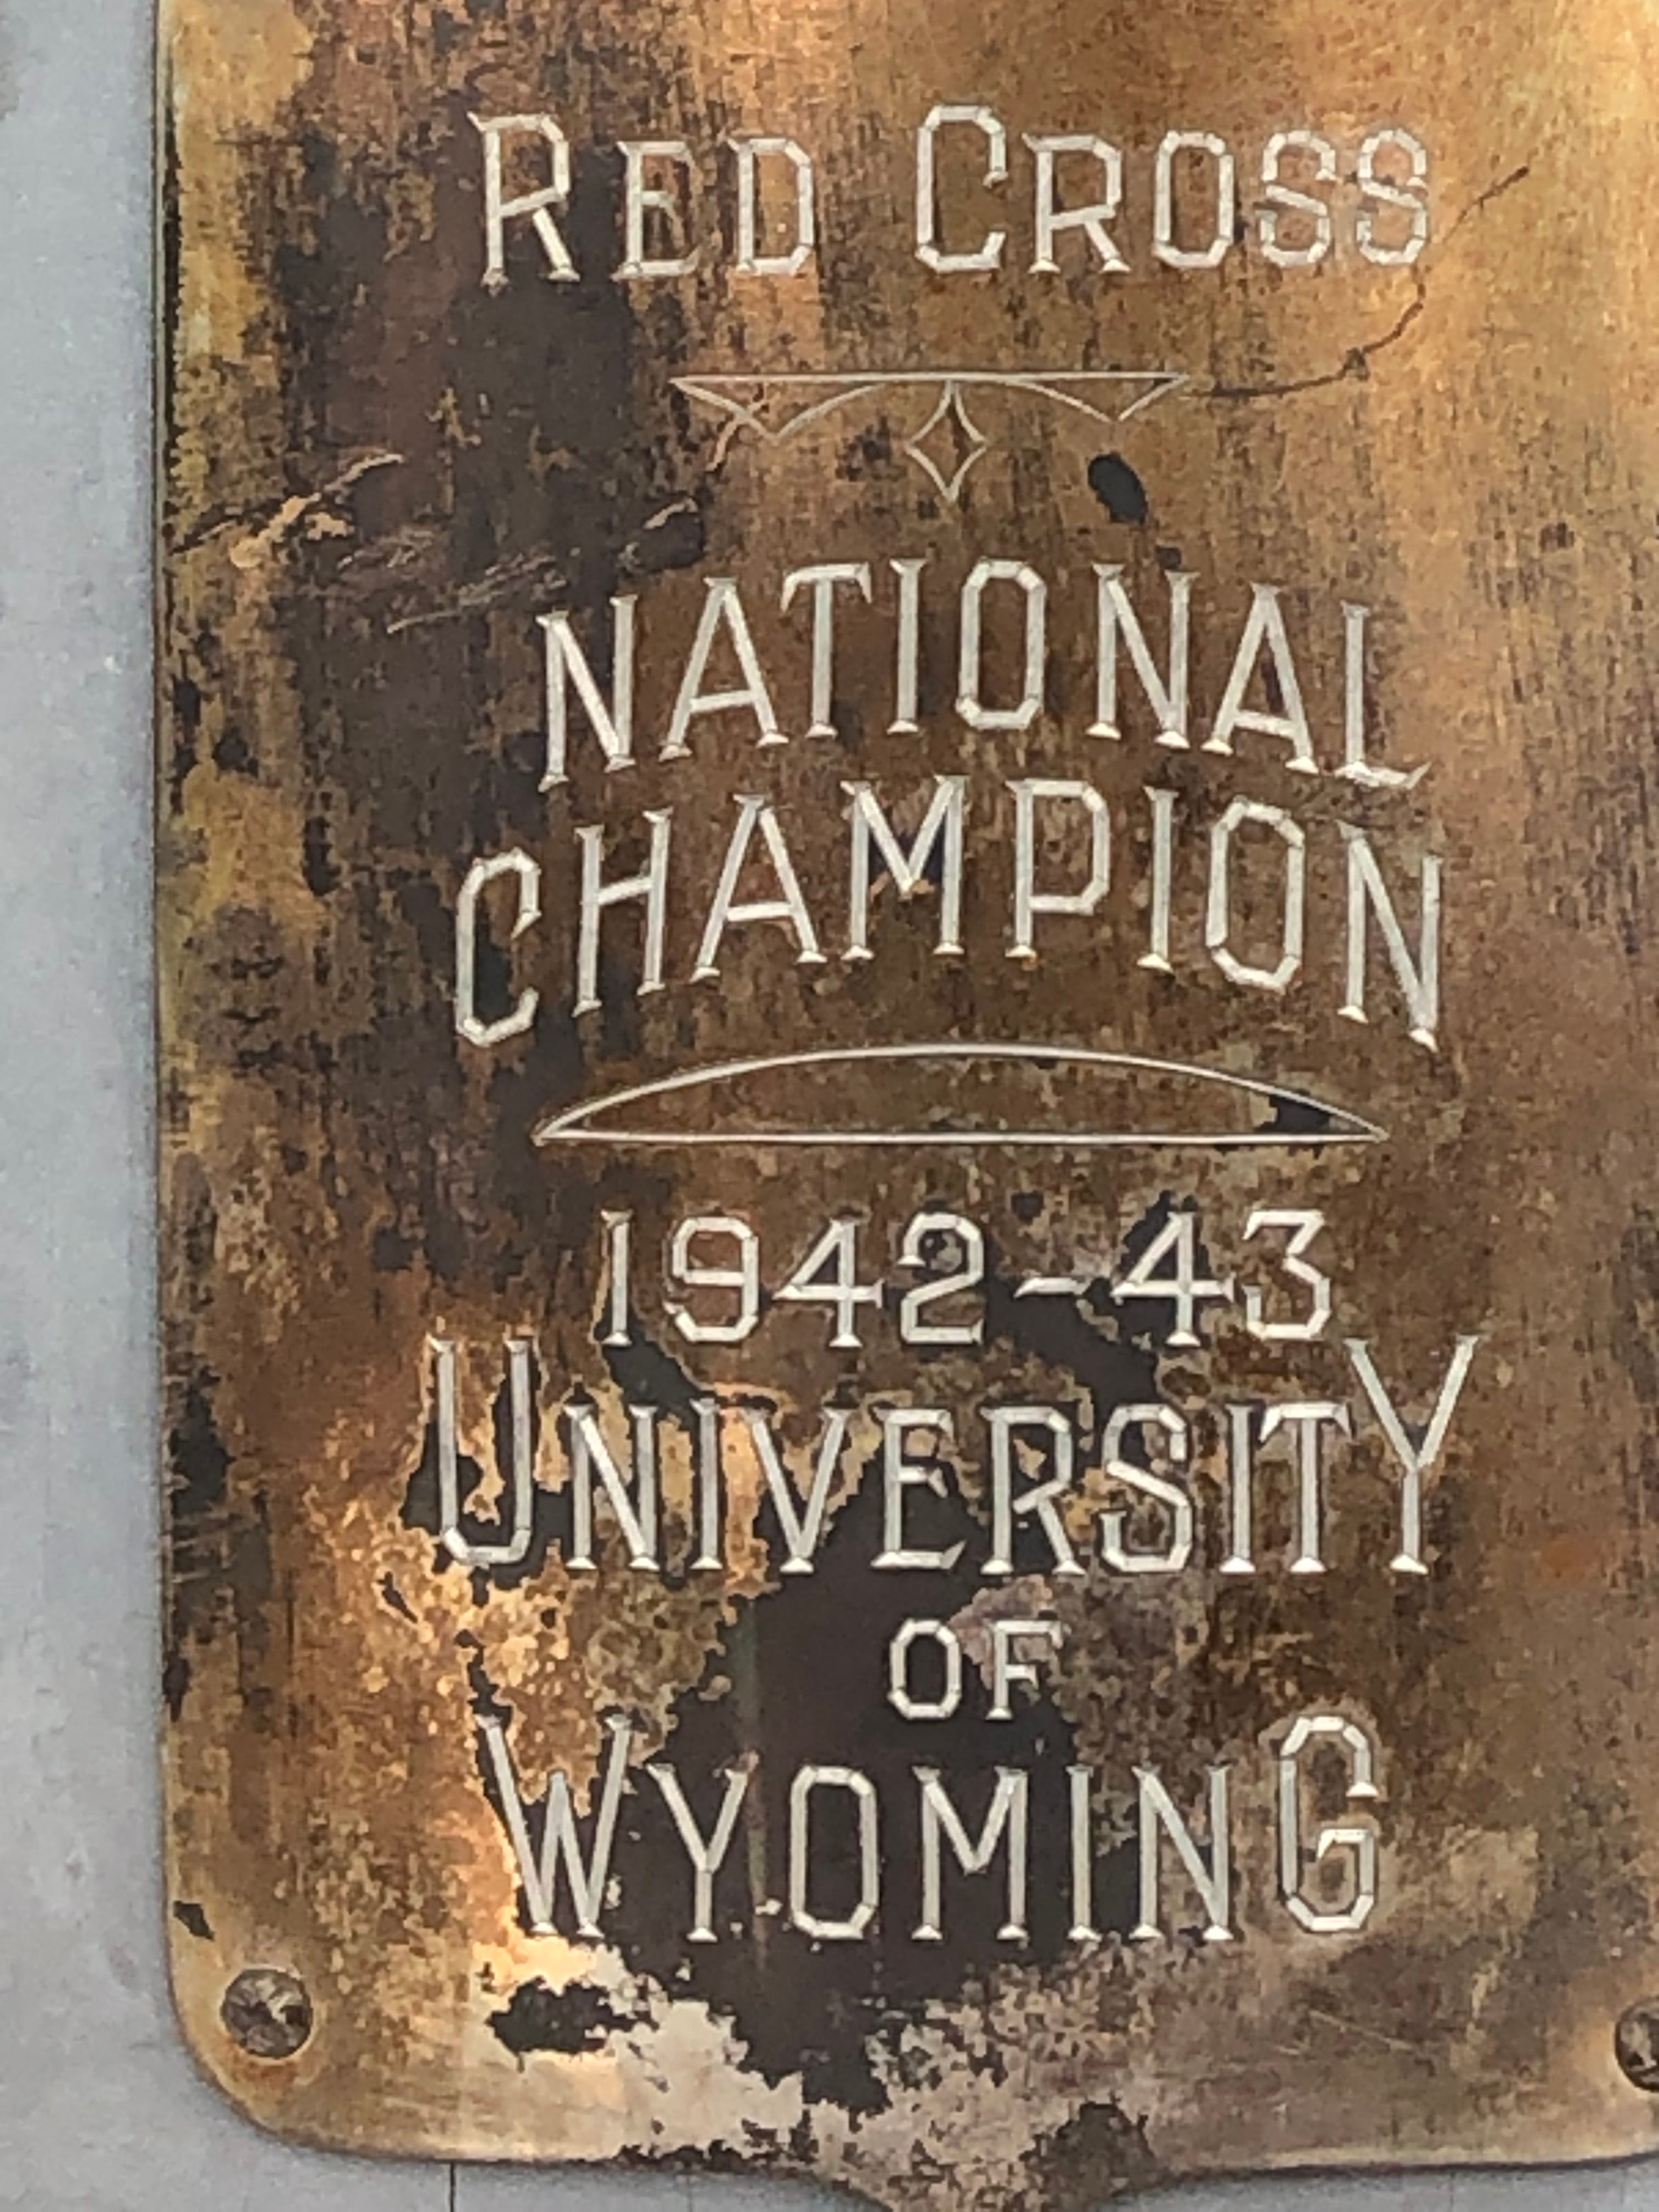 RED CROSS
NATIONAL
CHAMPION
1942-43
UNIVERSITY
OF
WYOMING